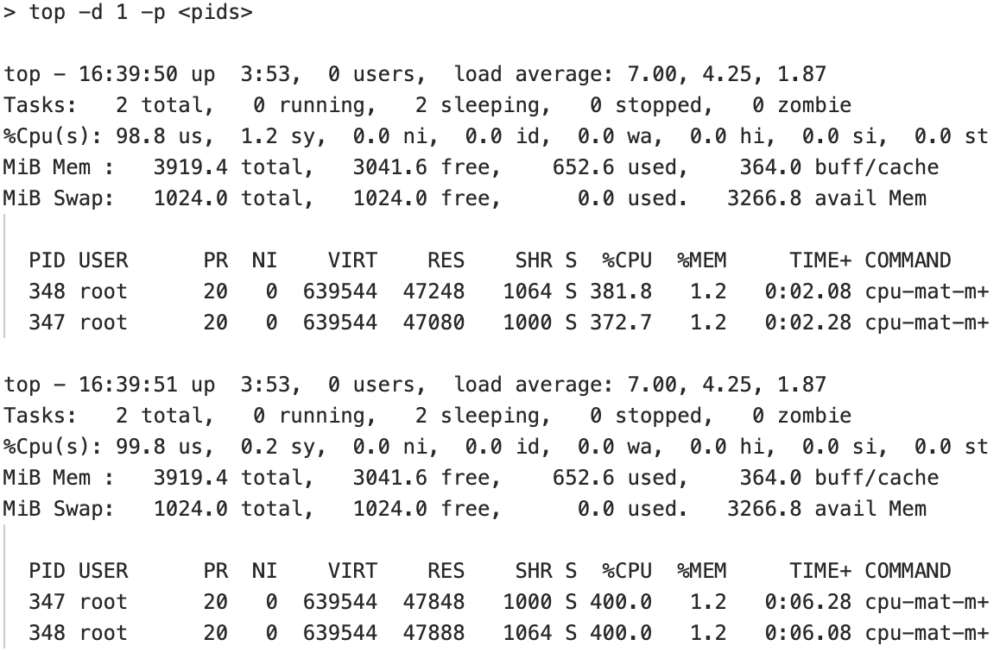 > top -d 1 -p <pids>
top - 16:39:50 up  3:53,  0 users,  load average: 7.00, 4.25, 1.87
Tasks:   2 total,   0 running,   2 sleeping,   0 stopped,   0 zombie
%Cpu(s): 98.8 us,  1.2 sy,  0.0 ni,  0.0 id,  0.0 wa,  0.0 hi,  0.0 si,  0.0 st
MiB Mem :   3919.4 total,   3041.6 free,    652.6 used,    364.0 buff/cache
MiB Swap:   1024.0 total,   1024.0 free,      0.0 used.   3266.8 avail Mem
  PID USER      PR  NI    VIRT    RES    SHR S  %CPU  %MEM     TIME+ COMMAND
  348 root      20   0  639544  47248   1064 S 381.8   1.2   0:02.08 cpu-mat-m+
  347 root      20   0  639544  47080   1000 S 372.7   1.2   0:02.28 cpu-mat-m+
top - 16:39:51 up  3:53,  0 users,  load average: 7.00, 4.25, 1.87
Tasks:   2 total,   0 running,   2 sleeping,   0 stopped,   0 zombie
%Cpu(s): 99.8 us,  0.2 sy,  0.0 ni,  0.0 id,  0.0 wa,  0.0 hi,  0.0 si,  0.0 st
MiB Mem :   3919.4 total,   3041.6 free,    652.6 used,    364.0 buff/cache
MiB Swap:   1024.0 total,   1024.0 free,      0.0 used.   3266.8 avail Mem
  PID USER      PR  NI    VIRT    RES    SHR S  %CPU  %MEM     TIME+ COMMAND
  347 root      20   0  639544  47848   1000 S 400.0   1.2   0:06.28 cpu-mat-m+
  348 root      20   0  639544  47888   1064 S 400.0   1.2   0:06.08 cpu-mat-m+